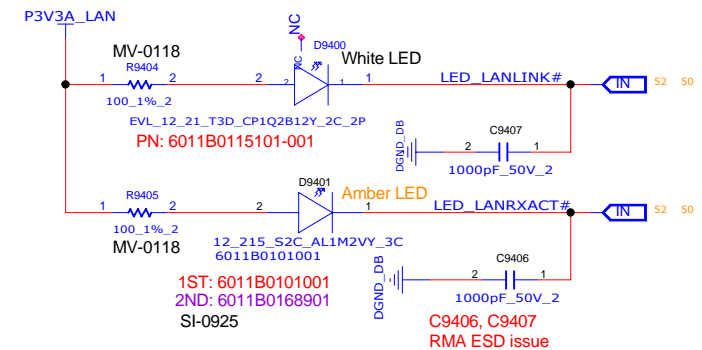 P3V3A_LAN
NC
MV-0118
D9400
White LED
R9404
NC
1 2 2 2 1 1 LED_LANLINK# IN 52 50
100_1%_2
EVL_12_21_T3D_CP1Q2B12Y_2C_2P
PN: 6011B0115101-001
DGND_DB
C9407
2 1
1000pF_50V_2
D9401
Amber LED
R9405
1 2 2 1 LED_LANRXACT# IN 52 50
100_1%_2
MV-0118
12_215_S2C_AL1M2VY_3C
6011B0101001
1ST: 6011B0101001
2ND: 6011B0168901
SI-0925
DGND_DB
C9406
2 1
1000pF_50V_2
C9406, C9407
RMA ESD issue